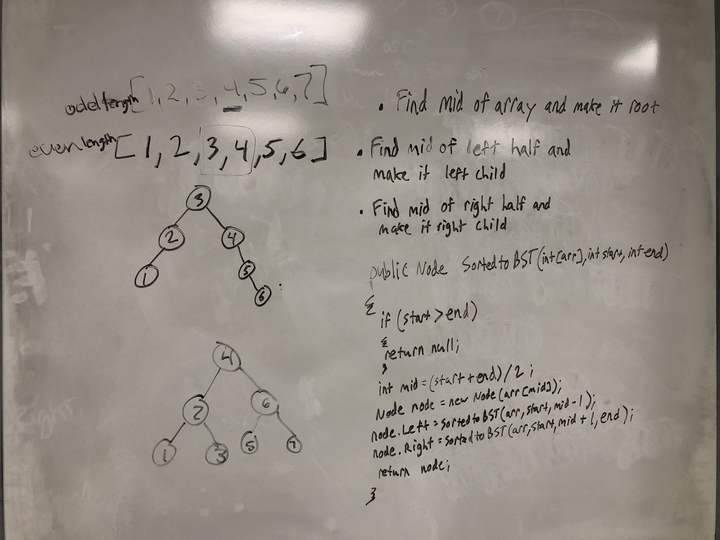 odd length [1, 2, 3, 4, 5, 6, 7]
even length [1, 2, 3, 4, 5, 6]
3
2 4
1 5
6
4
2 6
1 3 5 7
• Find mid of array and make it root
• Find mid of left half and
make it left child
• Find mid of right half and
make it right child
public Node SortedtoBST(int[arr], int start, int end)
{
if (start > end)
{
return null;
}
int mid = (start + end) / 2;
Node node = new Node(arr[mid]);
node.Left = sortedtoBST(arr, start, mid - 1);
node.Right = sortedtoBST(arr, start, mid + 1, end);
return node;
}